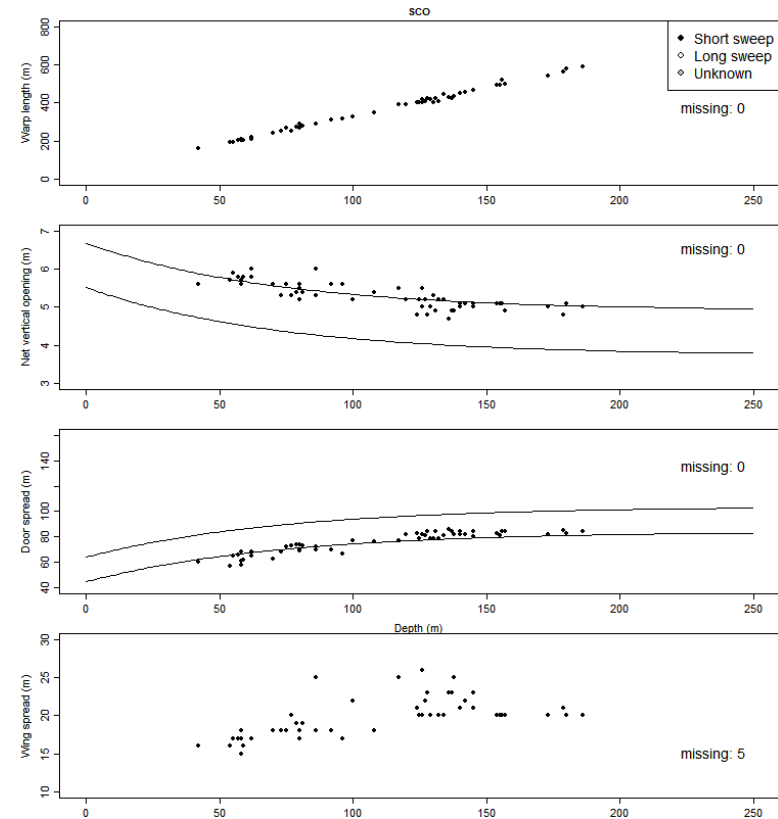 SCO
Warp length (m)
800
600
400
200
0
Short sweep
Long sweep
Unknown
missing: 0
0 50 100 150 200 250
Net vertical opening (m)
7
6
5
4
3
missing: 0
0 50 100 150 200 250
Door spread (m)
140
100
80
60
40
missing: 0
0 50 100 150 200 250
Depth (m)
Wing spread (m)
30
25
20
15
10
missing: 5
0 50 100 150 200 250